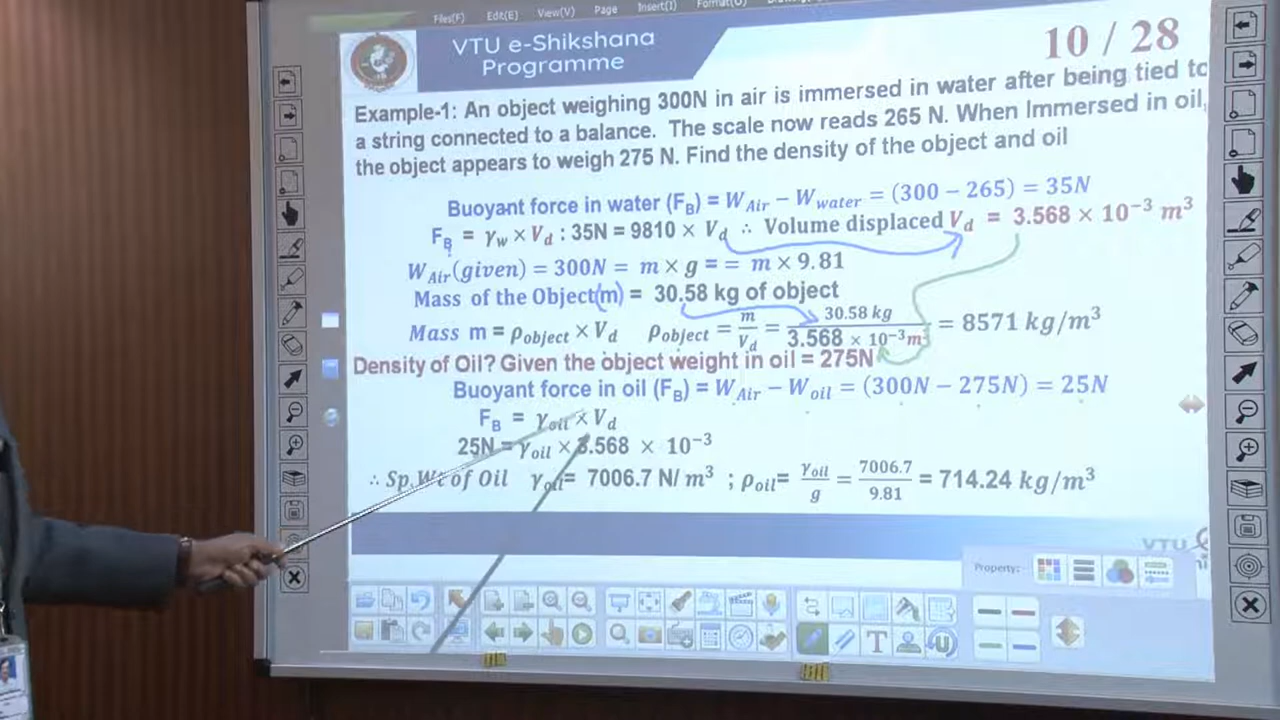 Files(F) Edit(E) View(V) Page Insert(I) Format(O)
VTU e-Shikshana
Programme
10 / 28
Example-1: An object weighing 300N in air is immersed in water after being tied to
a string connected to a balance. The scale now reads 265 N. When Immersed in oil,
the object appears to weigh 275 N. Find the density of the object and oil
Buoyant force in water (F_B) = W_Air − W_water = (300 − 265) = 35N
F_B = γ_w × V_d : 35N = 9810 × V_d ∴ Volume displaced V_d = 3.568 × 10⁻³ m³
W_Air(given) = 300N = m × g = = m × 9.81
Mass of the Object(m) = 30.58 kg of object
Mass m = ρ_object × V_d ρ_object = m/V_d = 30.58 kg / 3.568 × 10⁻³m³ = 8571 kg/m³
Density of Oil? Given the object weight in oil = 275N
Buoyant force in oil (F_B) = W_Air − W_oil = (300N − 275N) = 25N
F_B = γ_oil × V_d
25N = γ_oil × 3.568 × 10⁻³
∴ Sp.Wt of Oil γ_oil = 7006.7 N/ m³ ; ρ_oil = γ_oil/g = 7006.7/9.81 = 714.24 kg/m³
VTU
Property: